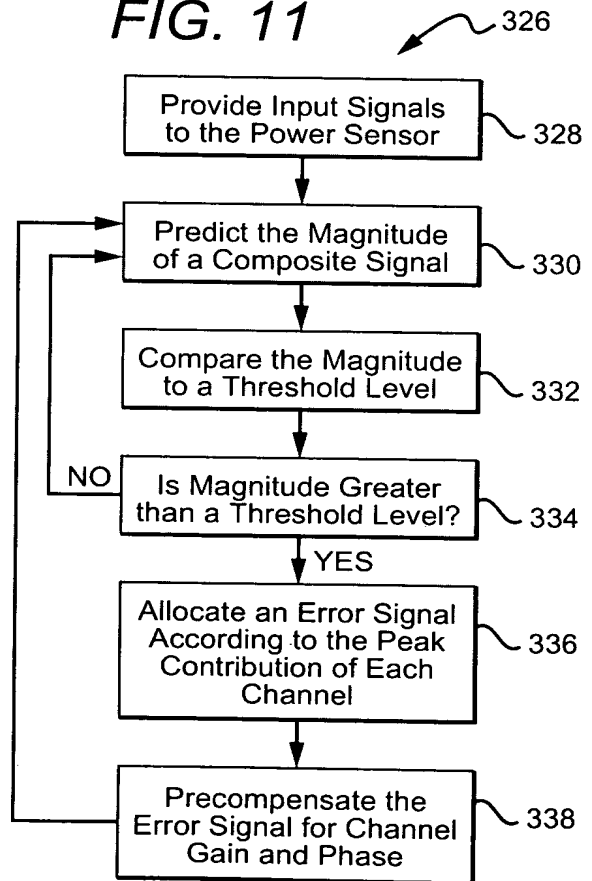 FIG. 11
326
Provide Input Signals
to the Power Sensor
328
Predict the Magnitude
of a Composite Signal
330
Compare the Magnitude
to a Threshold Level
332
NO
Is Magnitude Greater
than a Threshold Level?
334
YES
Allocate an Error Signal
According to the Peak
Contribution of Each
Channel
336
Precompensate the
Error Signal for Channel
Gain and Phase
338